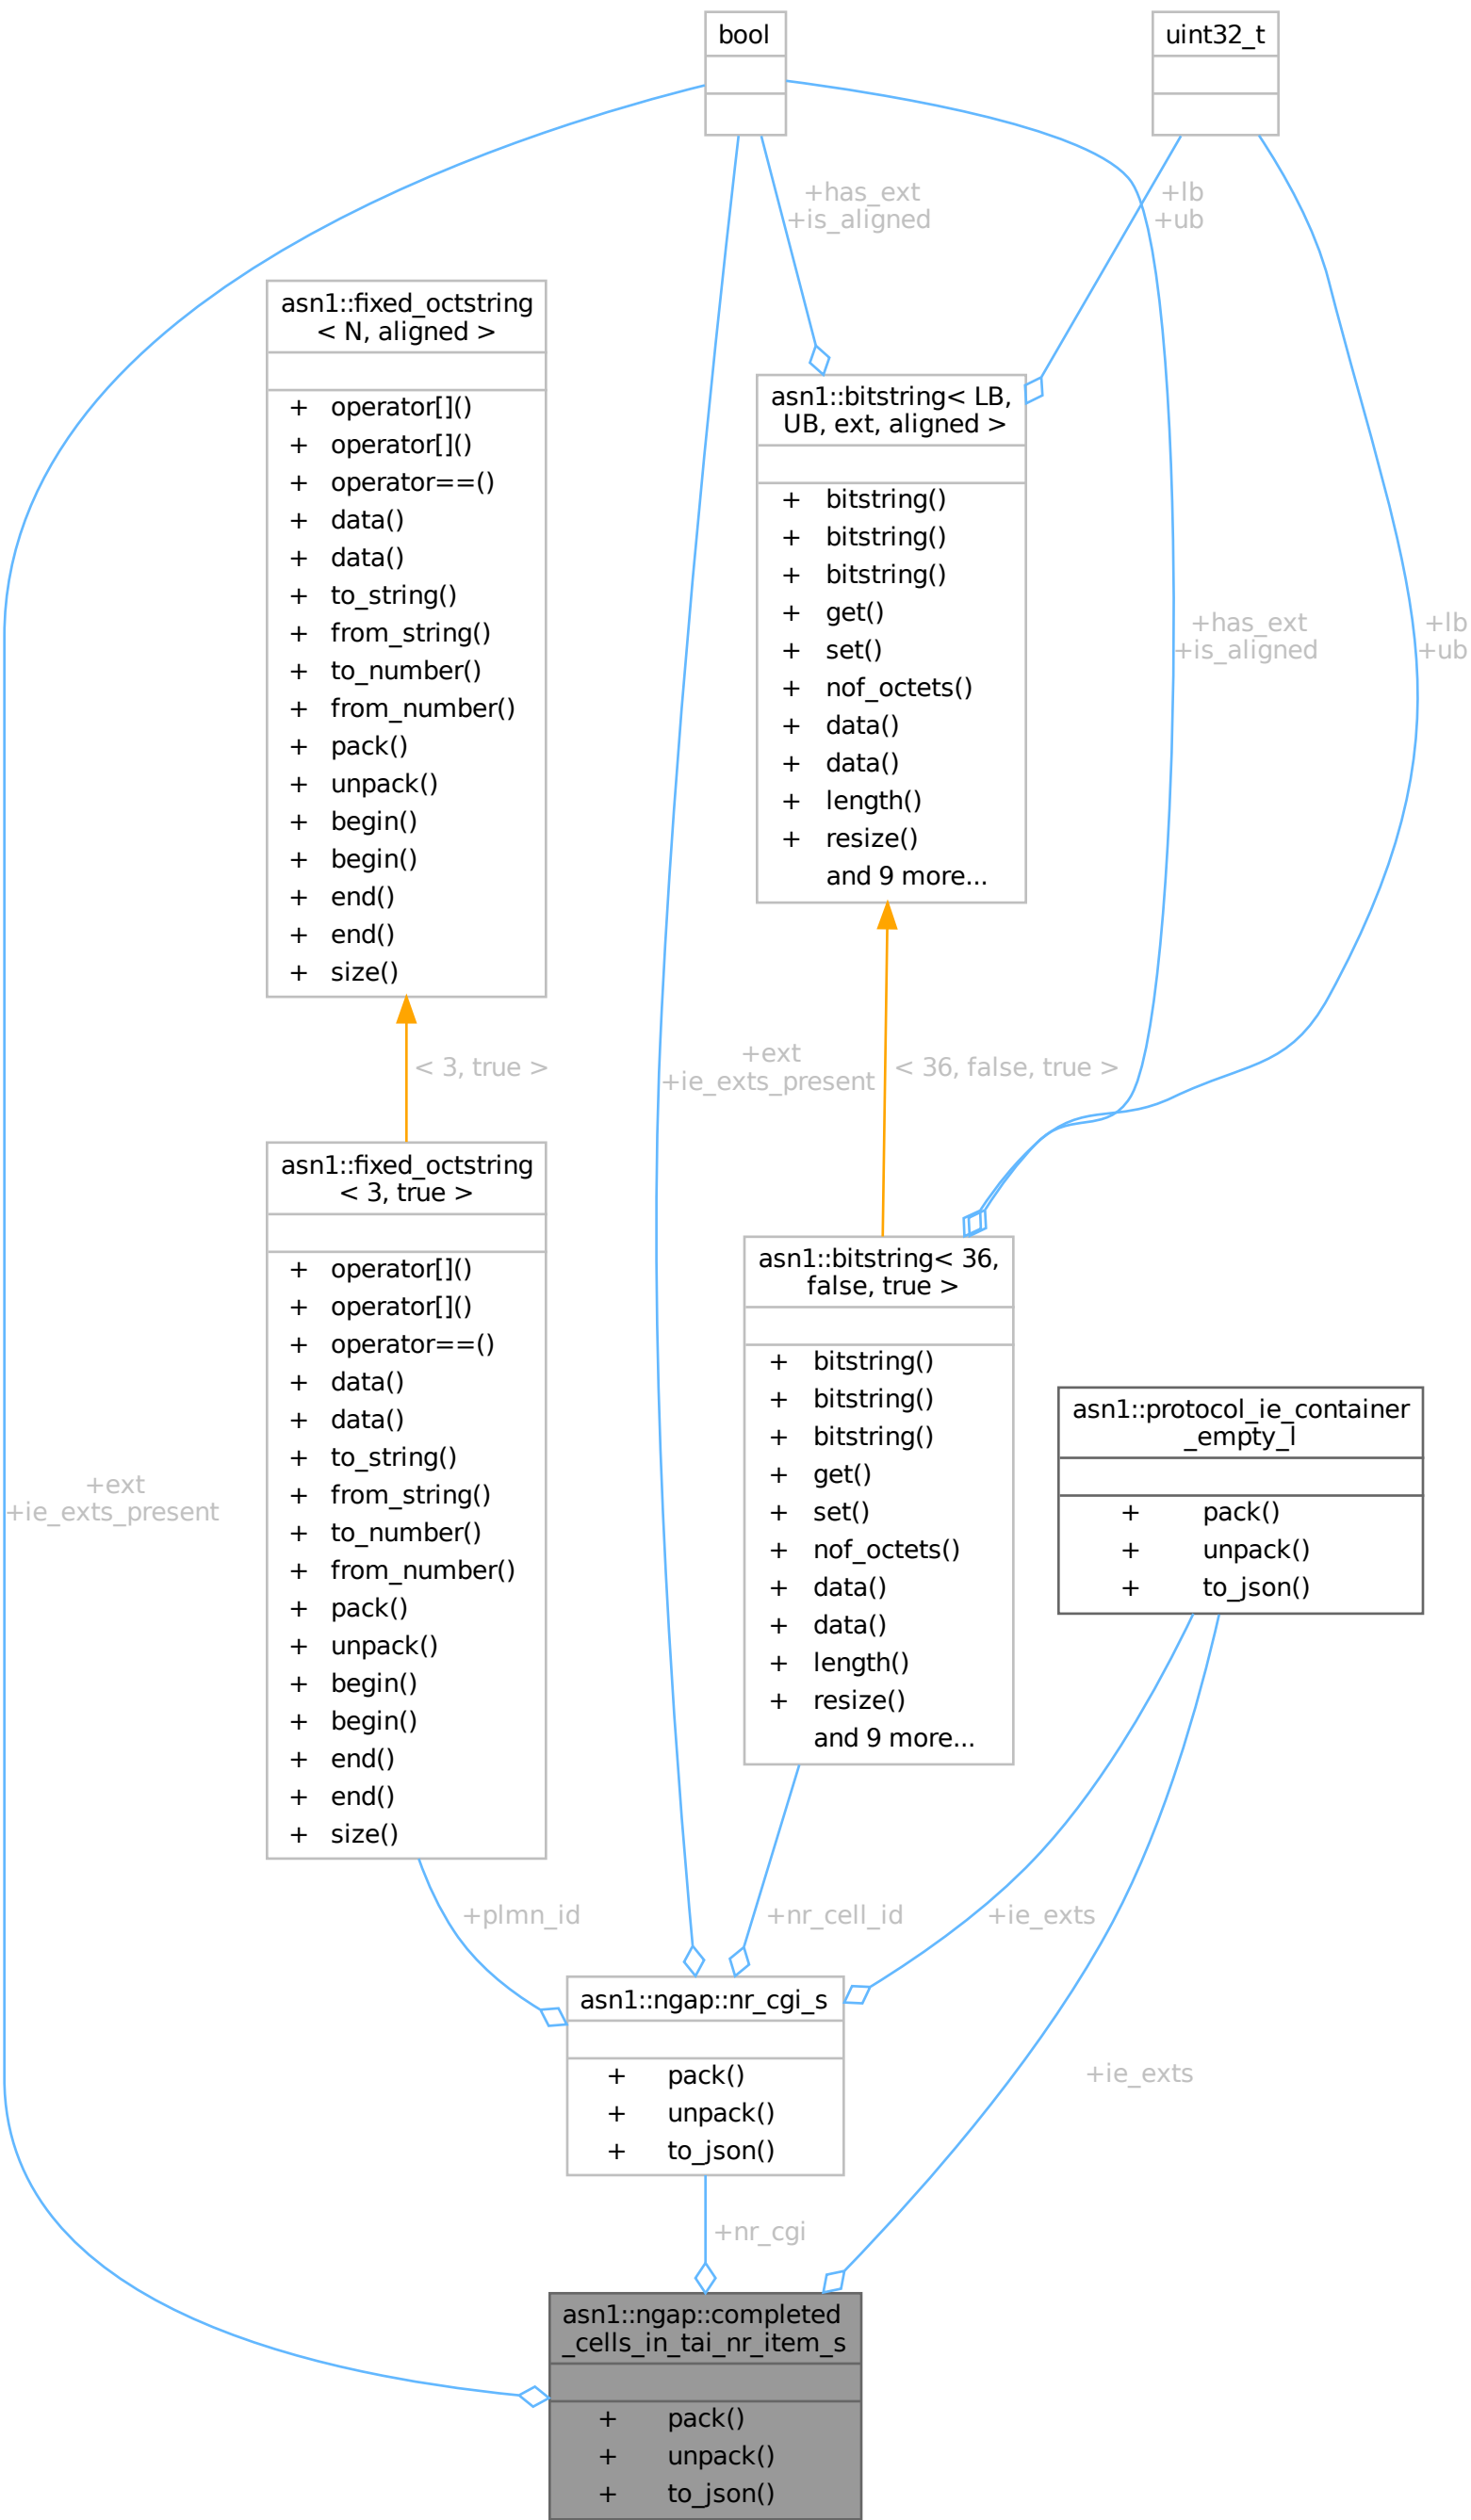 bool
uint32_t
+has_ext
+is_aligned
+lb
+ub
asn1::fixed_octstring
< N, aligned >
+ operator[]()
+ operator[]()
+ operator==()
+ data()
+ data()
+ to_string()
+ from_string()
+ to_number()
+ from_number()
+ pack()
+ unpack()
+ begin()
+ begin()
+ end()
+ end()
+ size()
asn1::bitstring< LB,
UB, ext, aligned >
+ bitstring()
+ bitstring()
+ bitstring()
+ get()
+ set()
+ nof_octets()
+ data()
+ data()
+ length()
+ resize()
and 9 more...
+has_ext
+is_aligned
+lb
+ub
< 3, true >
+ext
+ie_exts_present
< 36, false, true >
asn1::fixed_octstring
< 3, true >
+ operator[]()
+ operator[]()
+ operator==()
+ data()
+ data()
+ to_string()
+ from_string()
+ to_number()
+ from_number()
+ pack()
+ unpack()
+ begin()
+ begin()
+ end()
+ end()
+ size()
asn1::bitstring< 36,
false, true >
+ bitstring()
+ bitstring()
+ bitstring()
+ get()
+ set()
+ nof_octets()
+ data()
+ data()
+ length()
+ resize()
and 9 more...
asn1::protocol_ie_container
_empty_l
+ pack()
+ unpack()
+ to_json()
+ext
+ie_exts_present
+plmn_id
+nr_cell_id
+ie_exts
asn1::ngap::nr_cgi_s
+ pack()
+ unpack()
+ to_json()
+ie_exts
+nr_cgi
asn1::ngap::completed
_cells_in_tai_nr_item_s
+ pack()
+ unpack()
+ to_json()